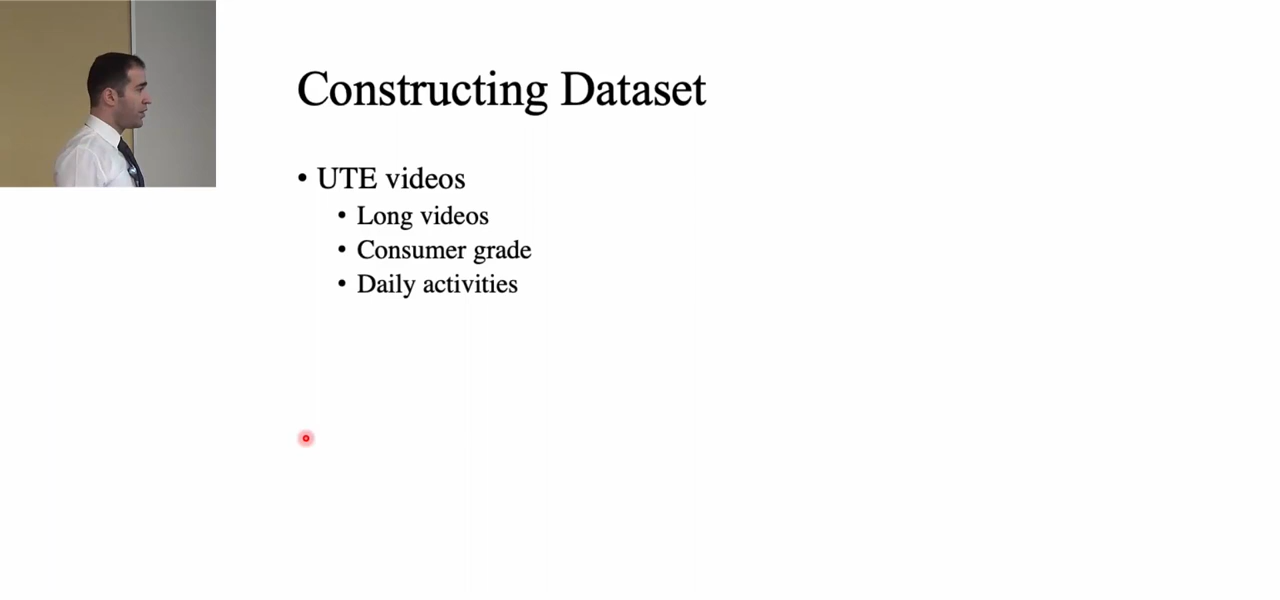 Constructing Dataset
• UTE videos
• Long videos
• Consumer grade
• Daily activities